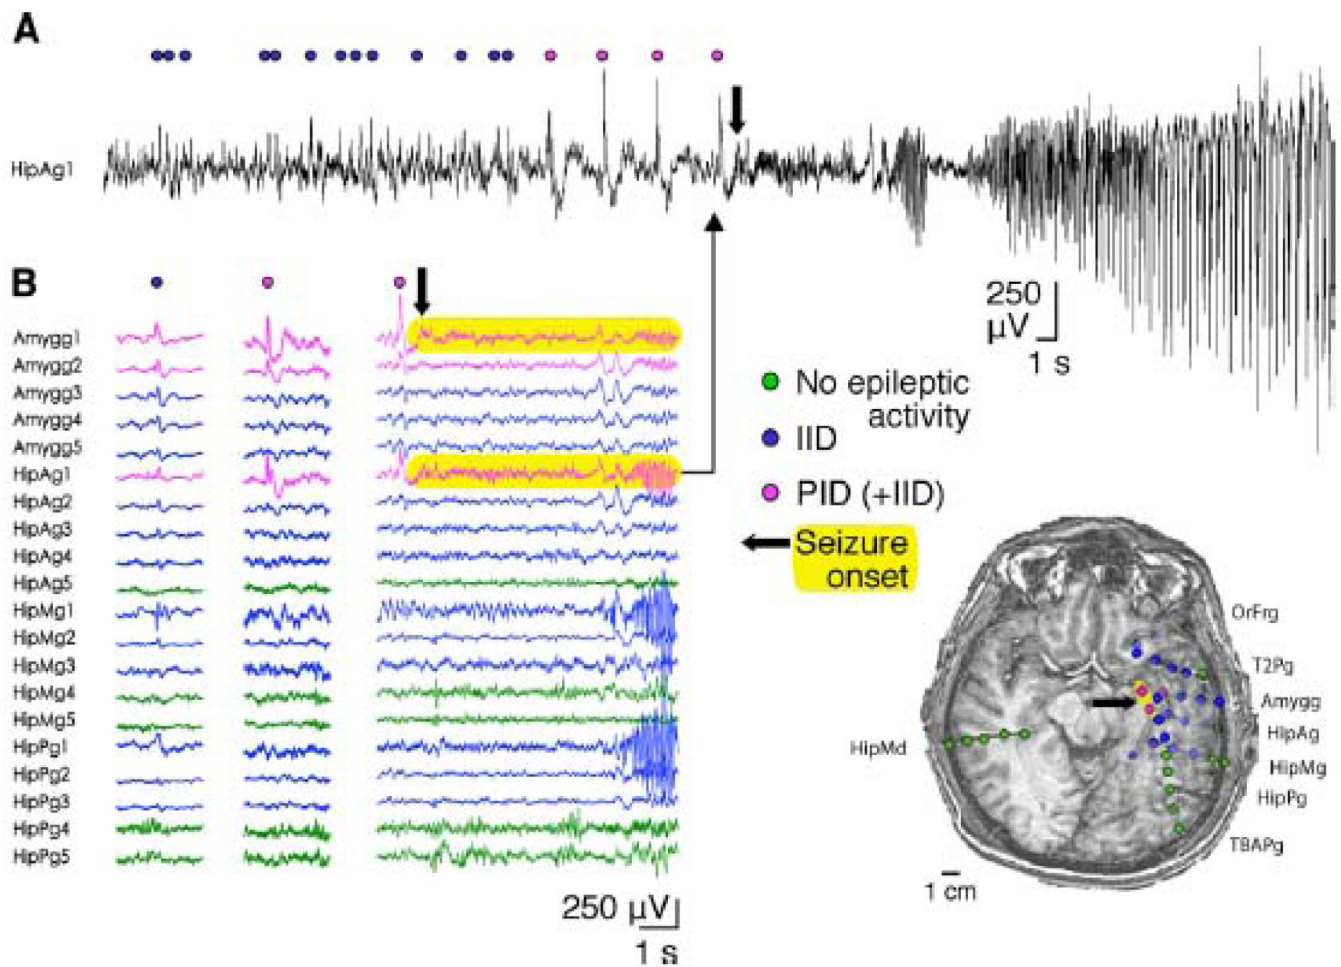 A
HipAg1
250
µV
1 s
B
Amygg1
Amygg2
Amygg3
Amygg4
Amygg5
HipAg1
HipAg2
HipAg3
HipAg4
HipAg5
HipMg1
HipMg2
HipMg3
HipMg4
HipMg5
HipPg1
HipPg2
HipPg3
HipPg4
HipPg5
250 µV
1 s
No epileptic
activity
IID
PID (+IID)
Seizure
onset
OrFrg
T2Pg
Amygg
HipAg
HipMd
HipMg
HipPg
TBAPg
1 cm